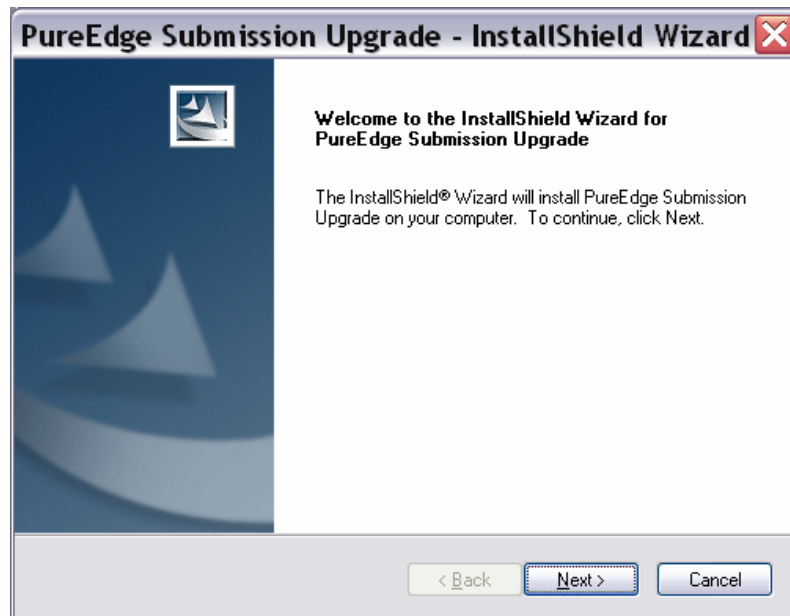 PureEdge Submission Upgrade - InstallShield Wizard
Welcome to the InstallShield Wizard for
PureEdge Submission Upgrade
The InstallShield® Wizard will install PureEdge Submission
Upgrade on your computer. To continue, click Next.
< Back Next > Cancel